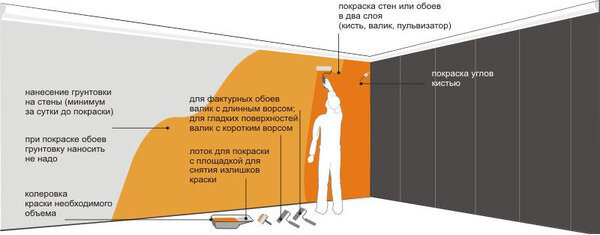 покраска стен или обоев
в два слоя
(кисть, валик, пульвизатор)
покраска углов
кистью
нанесение грунтовки
на стены (минимум
за сутки до покраски)
при покраске обоев
грунтовку наносить
не надо
колеровка
краски необходимого
объема
для фактурных обоев
валик с длинным ворсом;
для гладких поверхностей
валик с коротким ворсом
лоток для покраски
с площадкой для
снятия излишков
краски